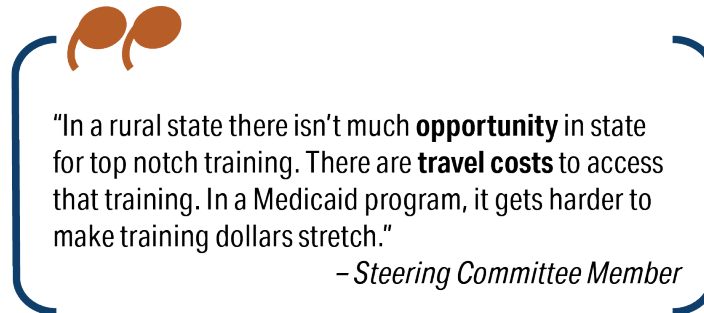 “In a rural state there isn’t much opportunity in state
for top notch training. There are travel costs to access
that training. In a Medicaid program, it gets harder to
make training dollars stretch.”
– Steering Committee Member